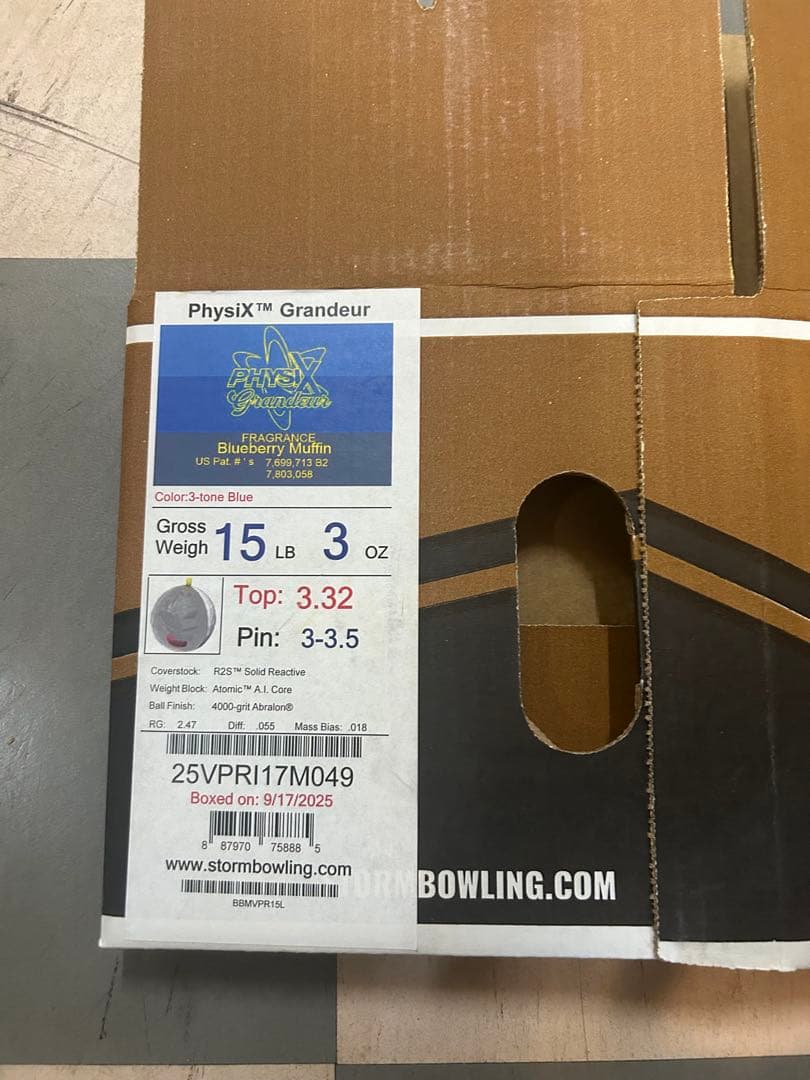 PhysiX™ Grandeur
PHYSIX
Grandeur
FRAGRANCE
Blueberry Muffin
US Pat. # ' s 7,699,713 B2
7,803,058
Color:3-tone Blue
Gross
Weigh 15 LB 3 OZ
Top: 3.32
Pin: 3-3.5
Coverstock: R2S™ Solid Reactive
Weight Block: Atomic™ A.I. Core
Ball Finish: 4000-grit Abralon®
RG: 2.47 Diff: .055 Mass Bias: .018
25VPRI17M049
Boxed on: 9/17/2025
8 87970 75888 5
www.stormbowling.com
BBMVPR15L
TORMBOWLING.COM